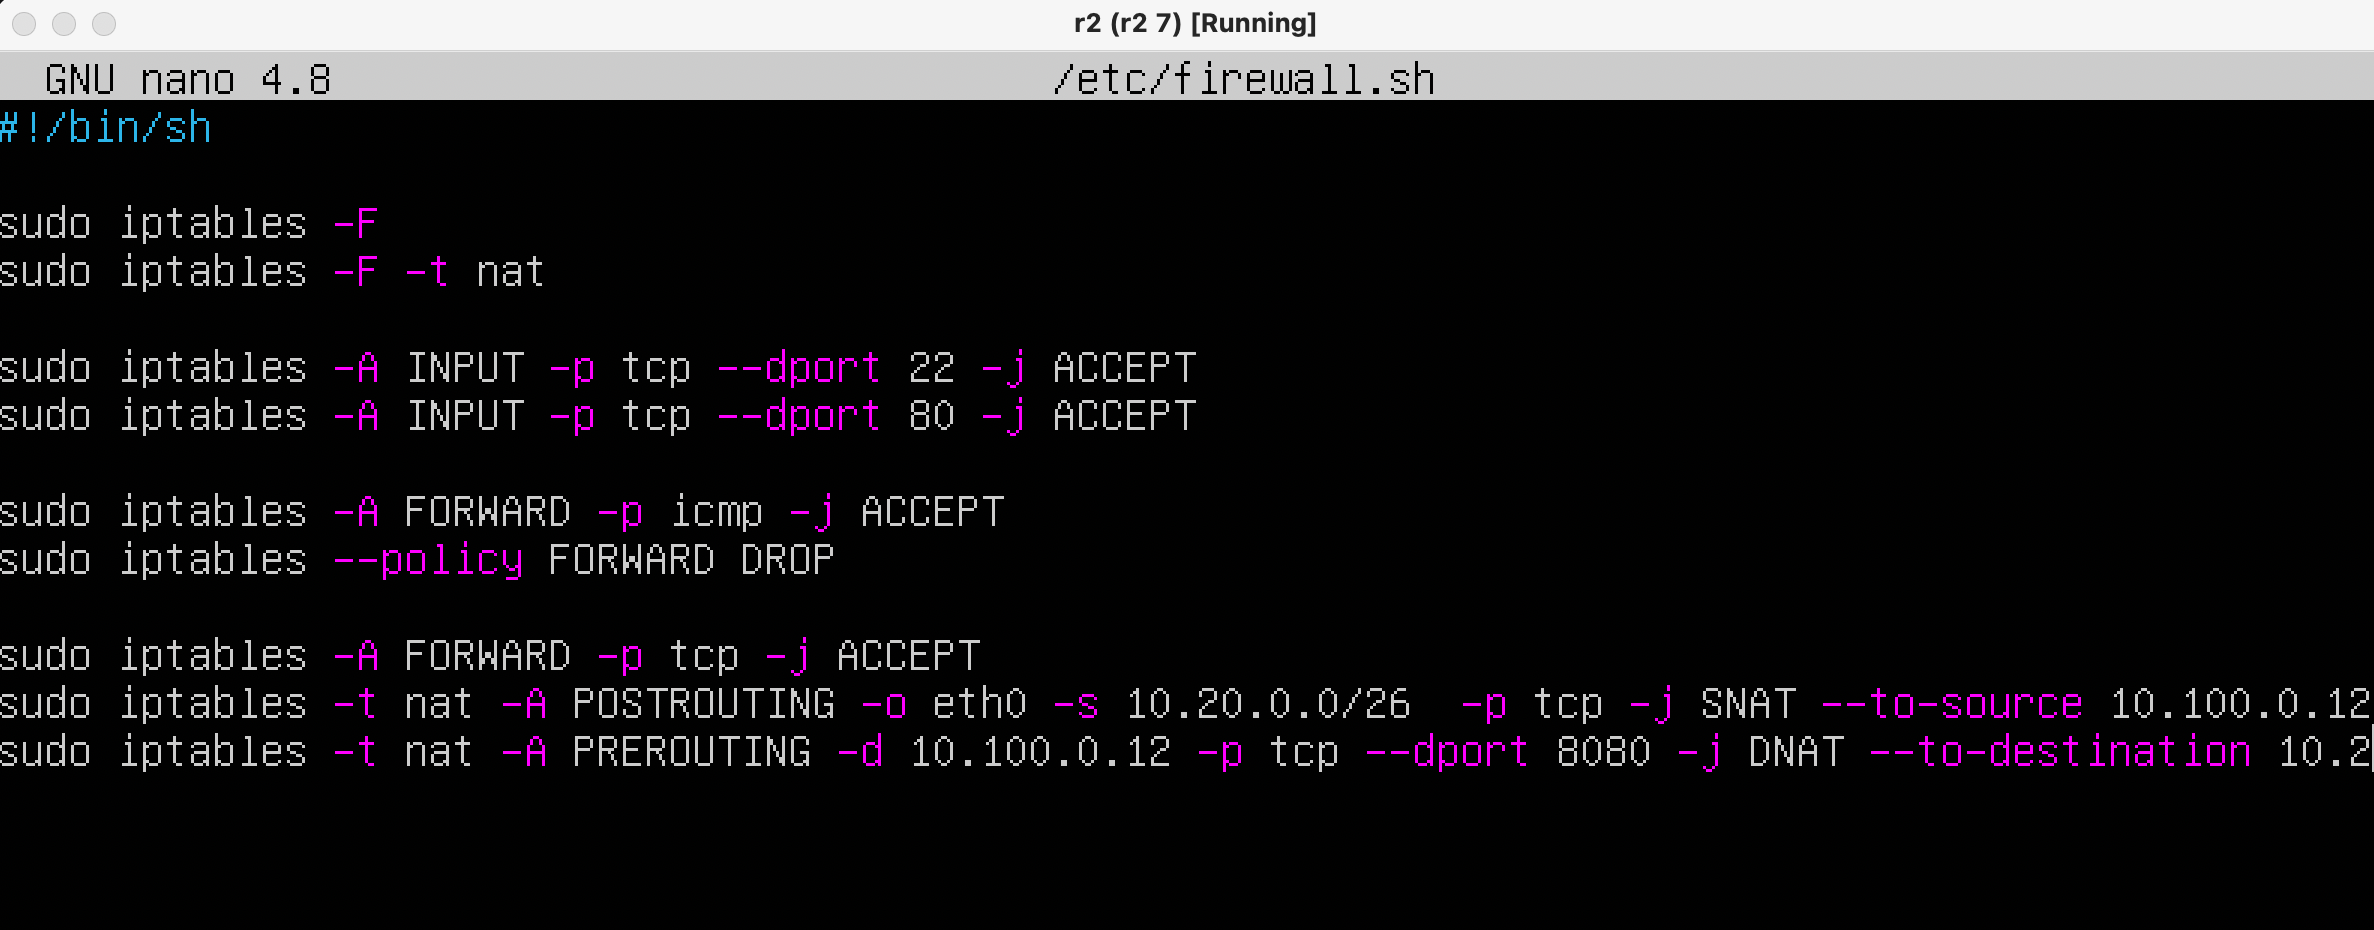 r2 (r2 7) [Running]
GNU nano 4.8 /etc/firewall.sh
#!/bin/sh
sudo iptables -F
sudo iptables -F -t nat
sudo iptables -A INPUT -p tcp --dport 22 -j ACCEPT
sudo iptables -A INPUT -p tcp --dport 80 -j ACCEPT
sudo iptables -A FORWARD -p icmp -j ACCEPT
sudo iptables --policy FORWARD DROP
sudo iptables -A FORWARD -p tcp -j ACCEPT
sudo iptables -t nat -A POSTROUTING -o eth0 -s 10.20.0.0/26  -p tcp -j SNAT --to-source 10.100.0.12
sudo iptables -t nat -A PREROUTING -d 10.100.0.12 -p tcp --dport 8080 -j DNAT --to-destination 10.2